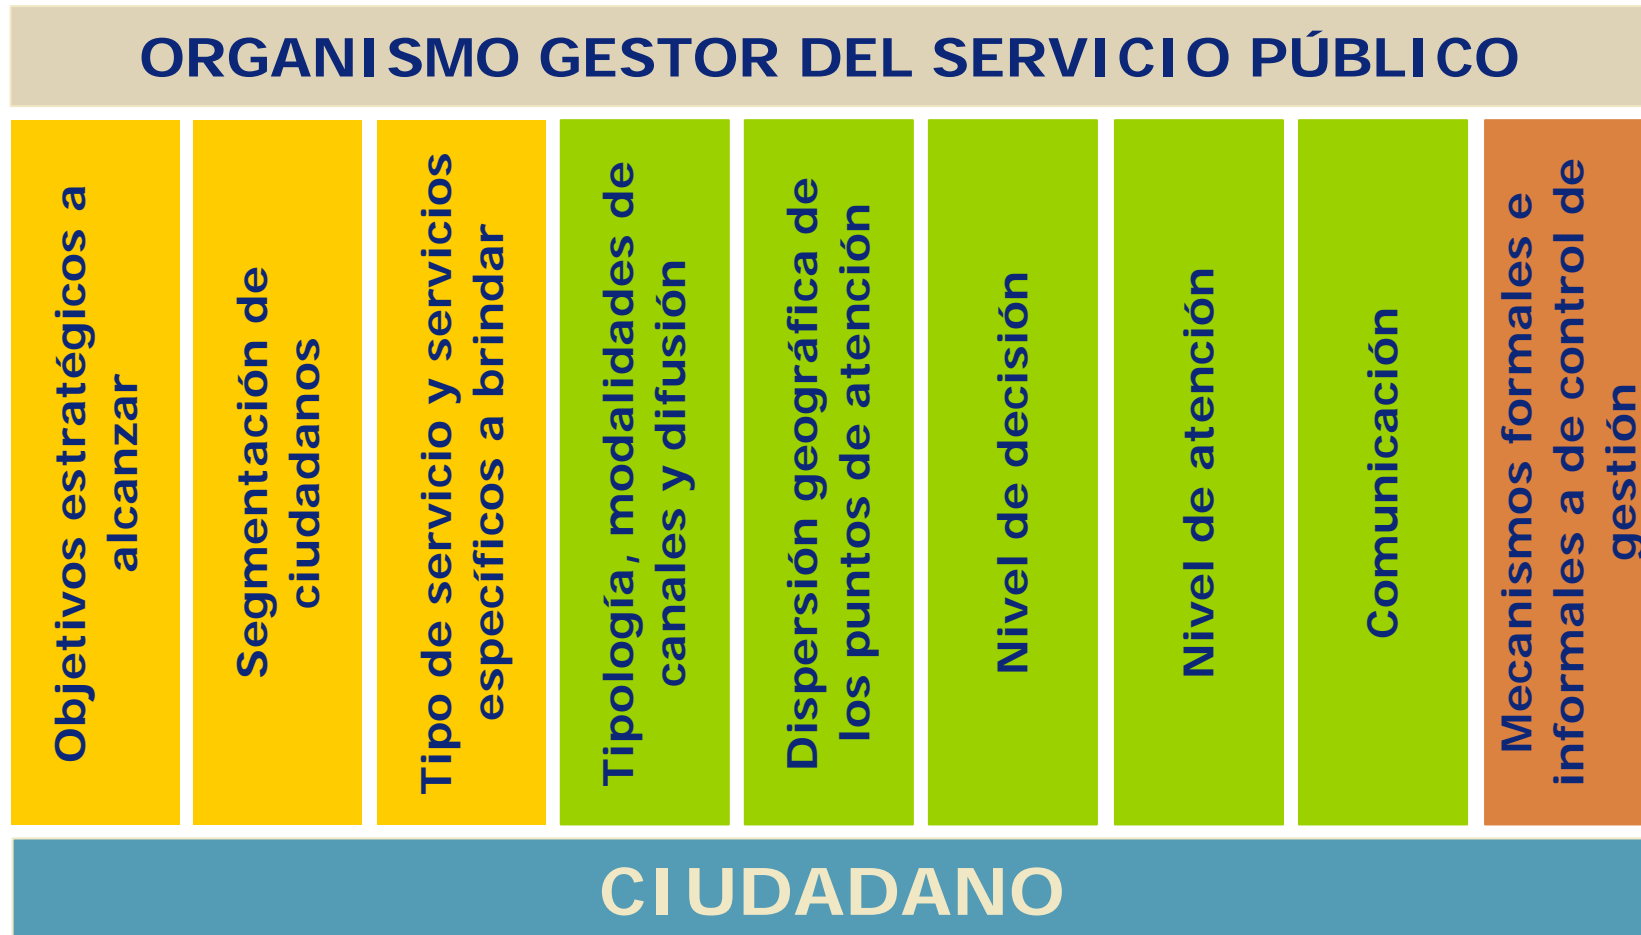 ORGANISMO GESTOR DEL SERVICIO PÚBLICO
Objetivos estratégicos a
alcanzar
Segmentación de
ciudadanos
Tipo de servicio y servicios
específicos a brindar
Tipología, modalidades de
canales y difusión
Dispersión geográfica de
los puntos de atención
Nivel de decisión
Nivel de atención
Comunicación
Mecanismos formales e
informales a de control de
gestión
CIUDADANO